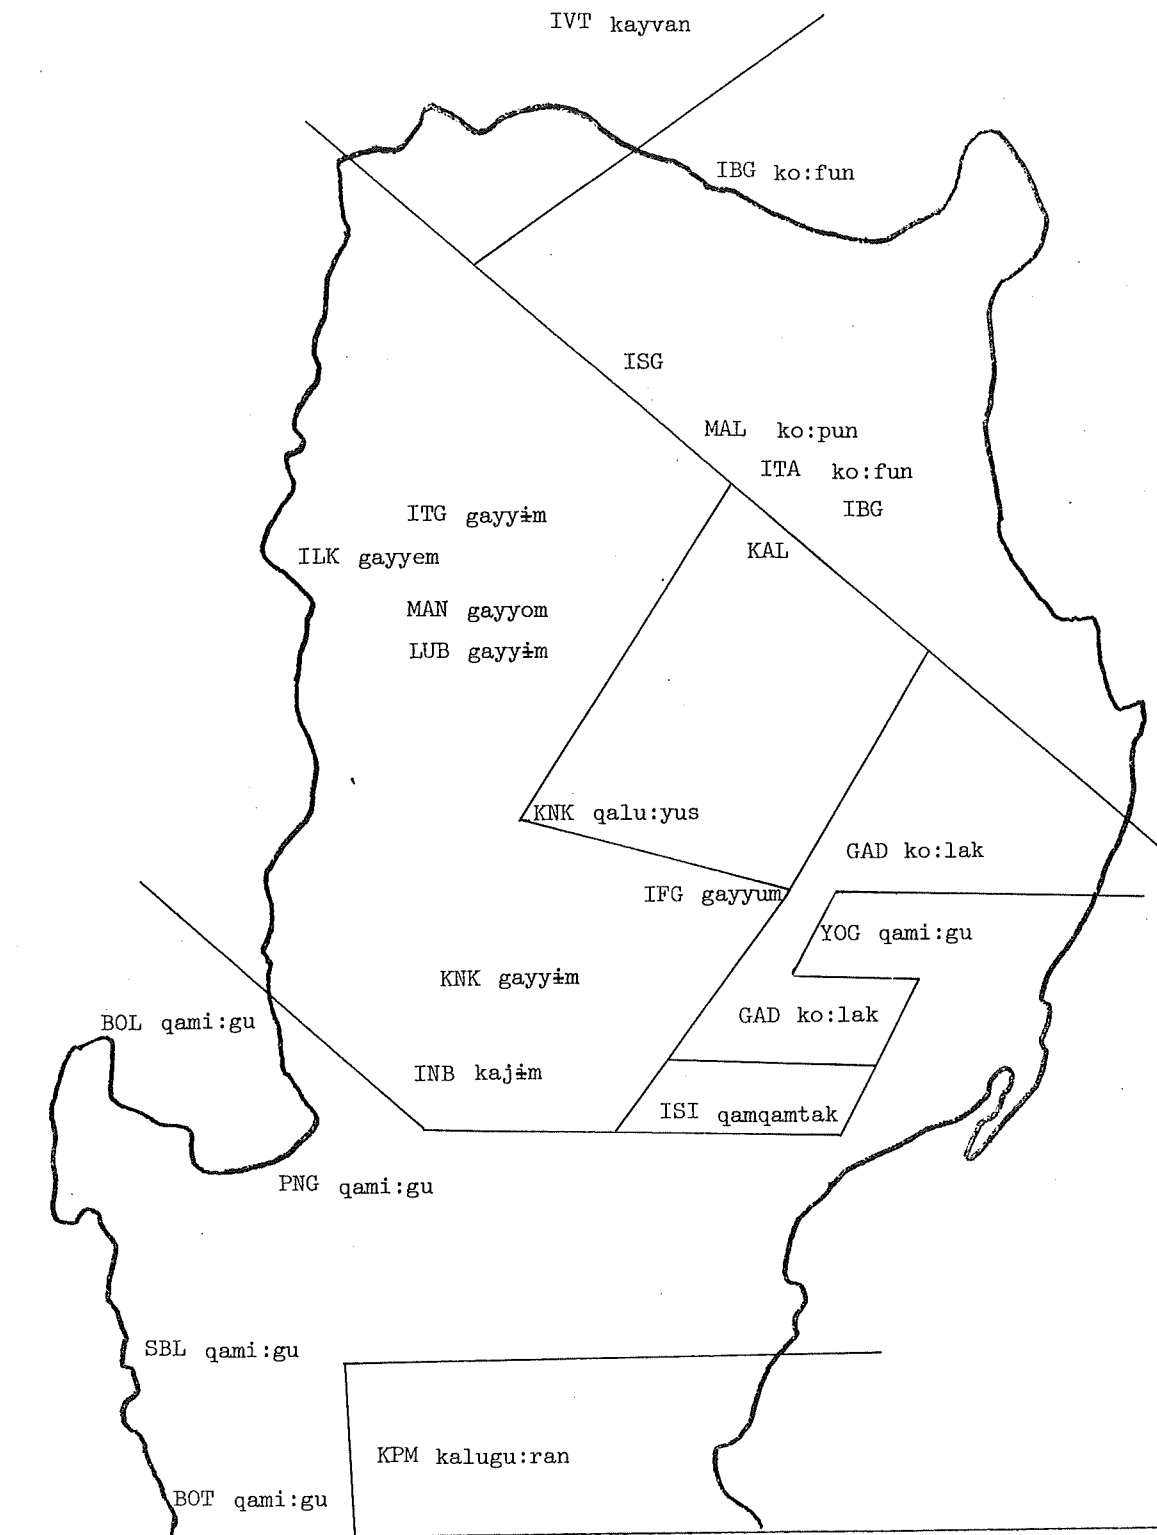 IVT kayvan
IBG ko:fun
ISG
MAL ko:pun
ITA ko:fun
IBG
ITG gayyɨm
KAL
ILK gayyem
MAN gayyom
LUB gayyɨm
KNK qalu:yus
GAD ko:lak
IFG gayyum
YOG qami:gu
KNK gayyɨm
GAD ko:lak
BOL qami:gu
INB kajɨm
ISI qamqamtak
PNG qami:gu
SBL qami:gu
KPM kalugu:ran
BOT qami:gu